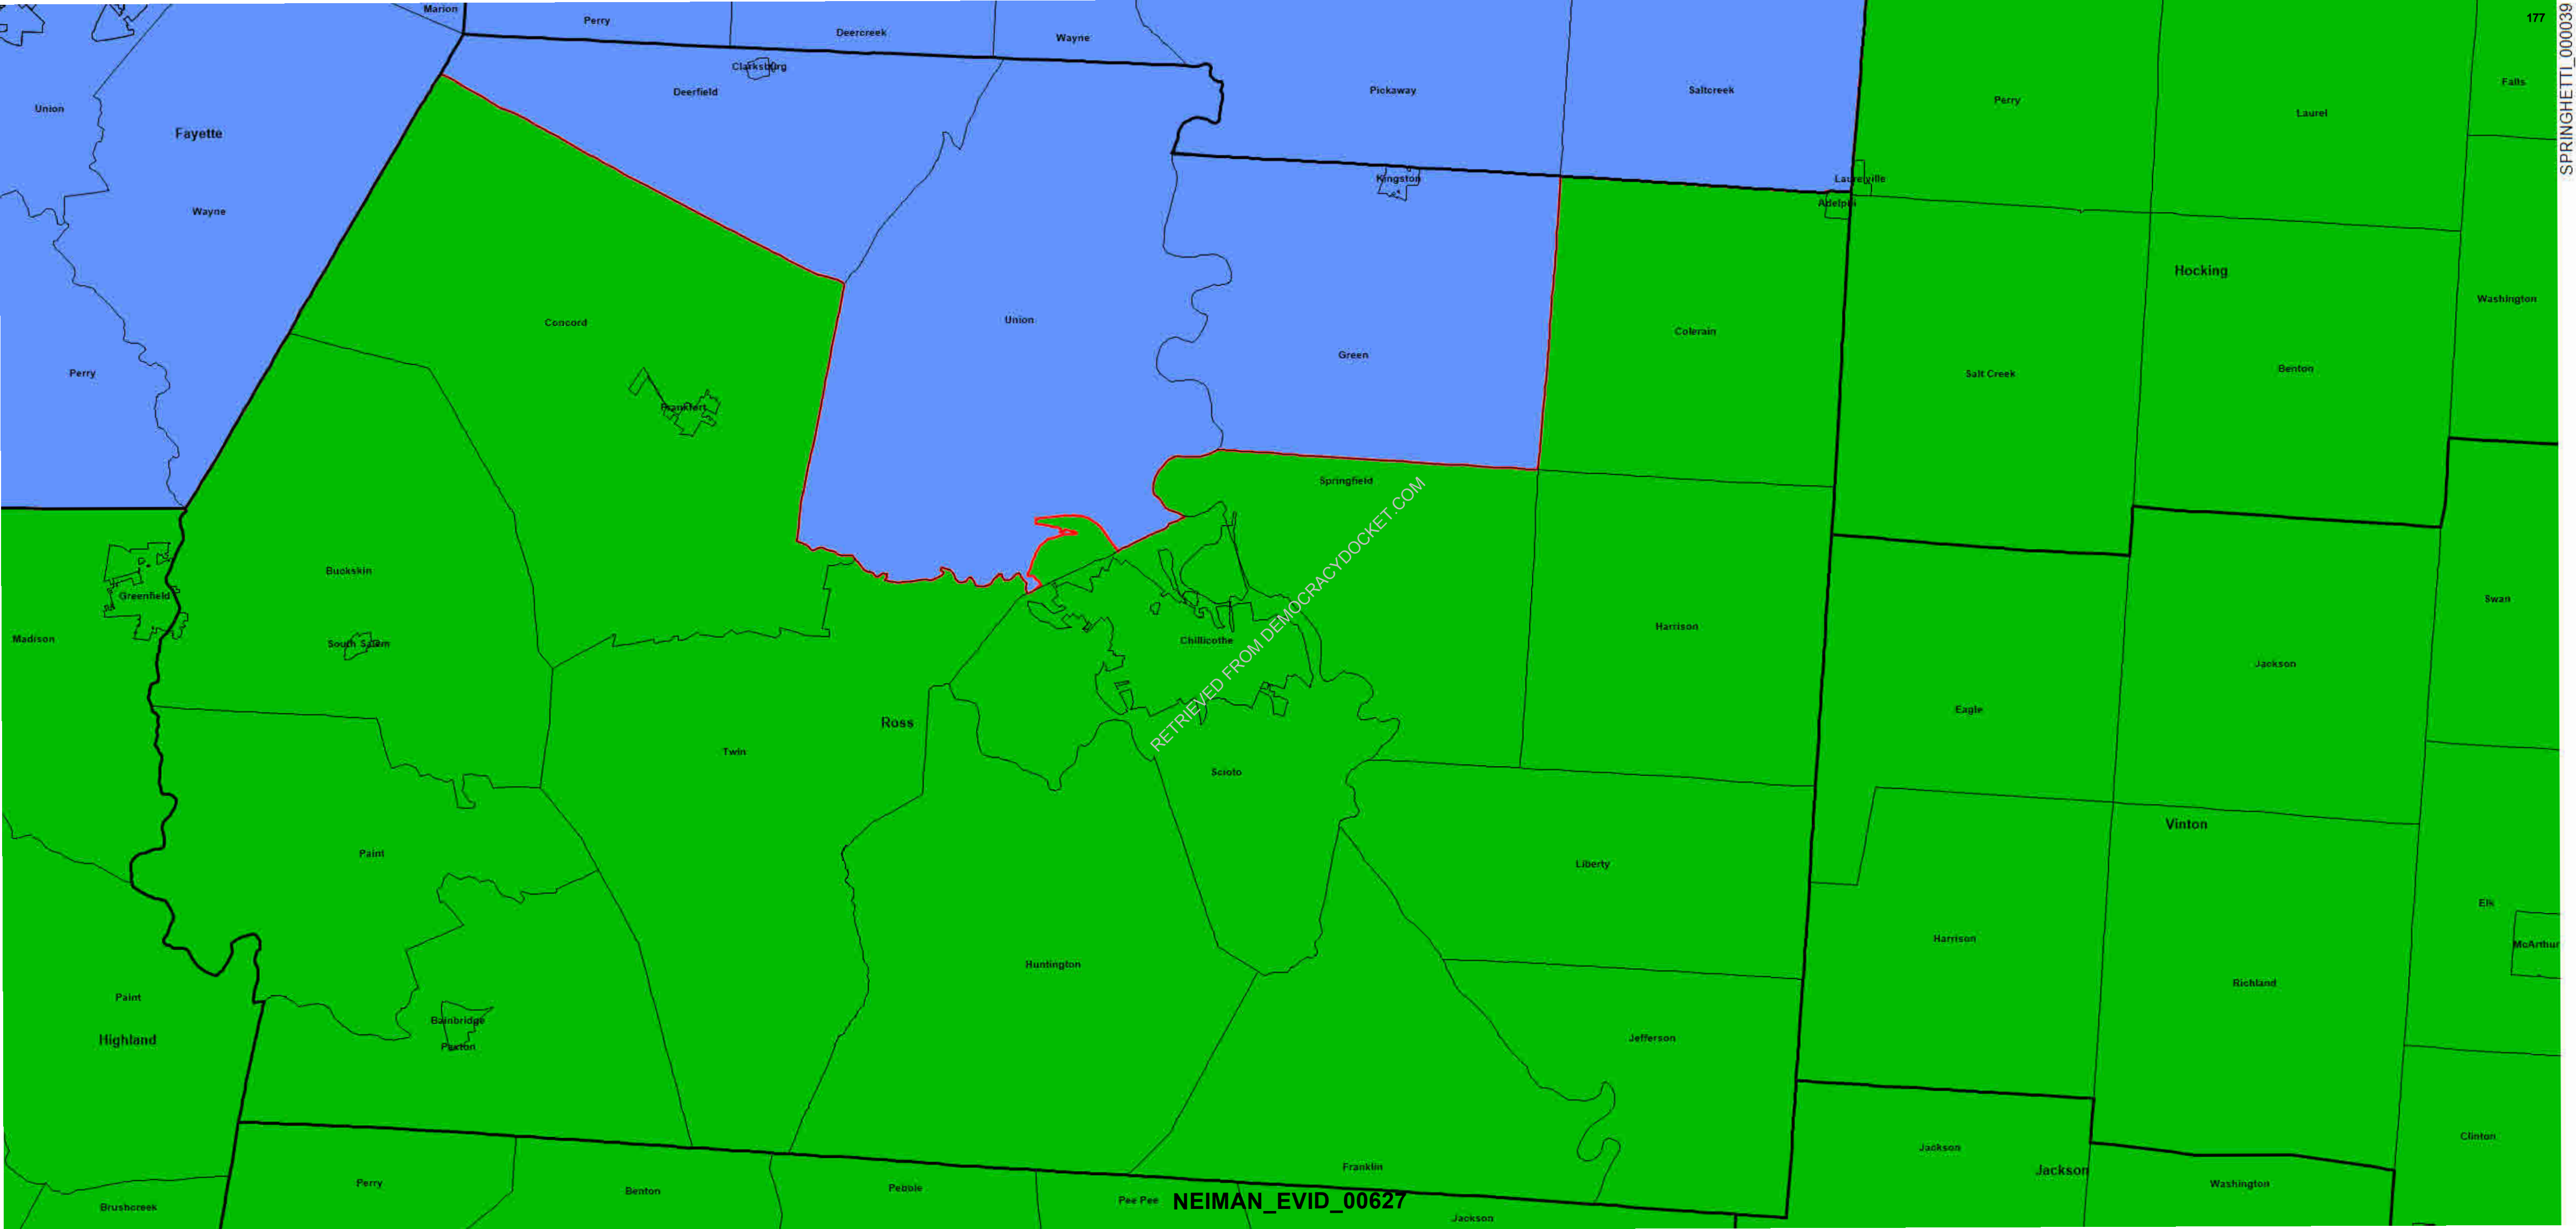 Marion
Perry
Deercreek
Wayne
177
SPRINGHETTI_000039
Clarksburg
Deerfield
Pickaway
Saltcreek
Perry
Laurel
Falls
Union
Fayette
Wayne
Kingston
Laurelville
Adelphi
Hocking
Washington
Concord
Union
Green
Colerain
Salt Creek
Benton
Perry
Frankfort
Springfield
Buckskin
Greenfield
Madison
South Salem
Chillicothe
Harrison
Swan
Jackson
Eagle
Ross
Twin
Scioto
RETRIEVED FROM DEMOCRACYDOCKET.COM
Vinton
Paint
Liberty
Elk
McArthur
Harrison
Richland
Huntington
Paint
Highland
Bainbridge
Paxton
Jefferson
Clinton
Jackson
Jackson
Washington
Franklin
Perry
Benton
Pebble
Pee Pee
NEIMAN_EVID_00627
Jackson
Brushcreek